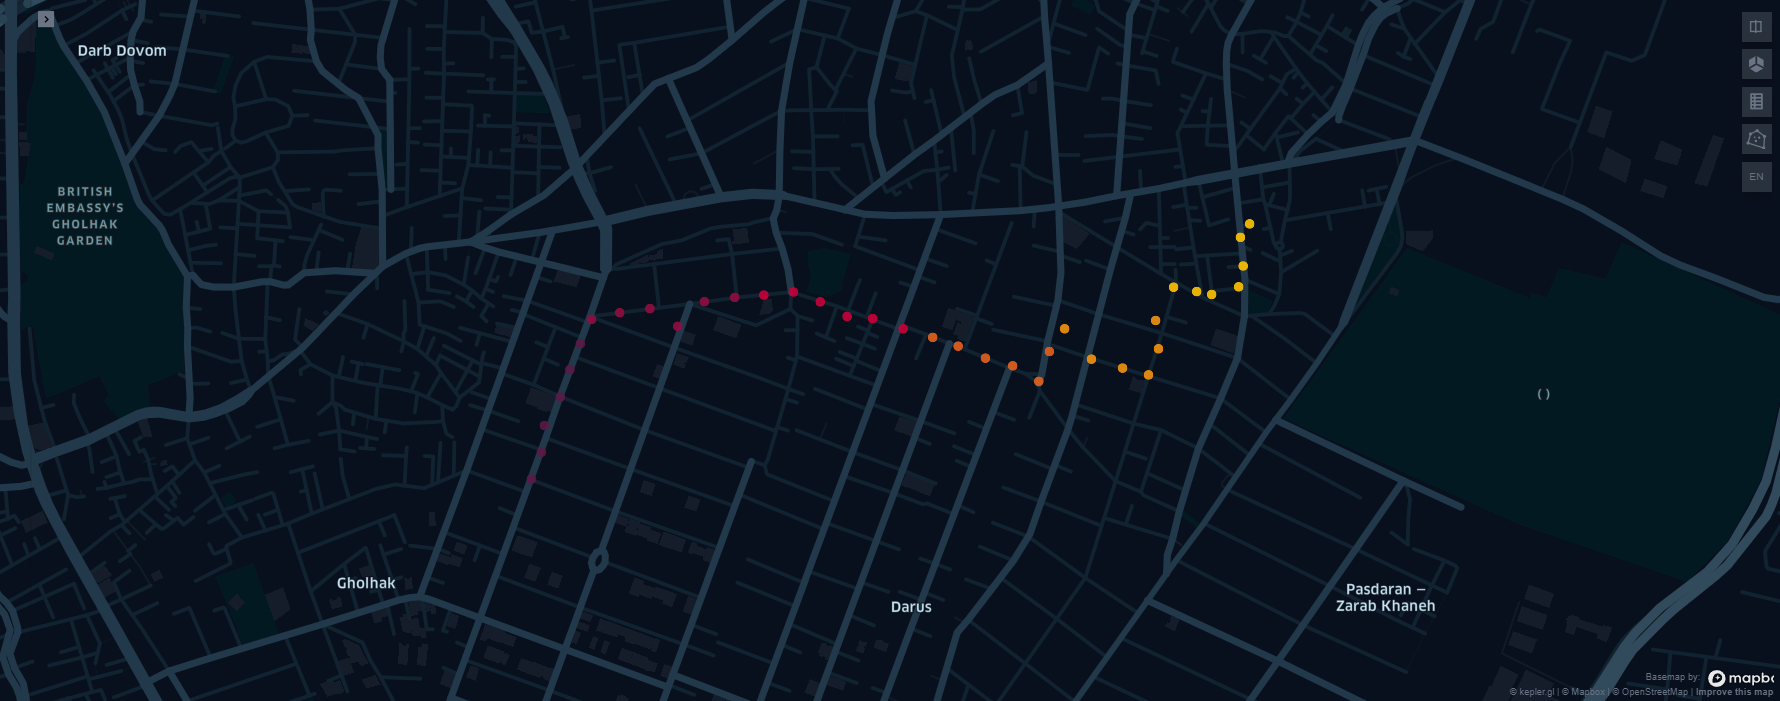 Darb Dovom
BRITISH
EMBASSY'S
GHOLHAK
GARDEN
EN
( )
Gholhak
Darus
Pasdaran –
Zarab Khaneh
Basemap by:
mapbo
© kepler.gl | © Mapbox | © OpenStreetMap | Improve this map